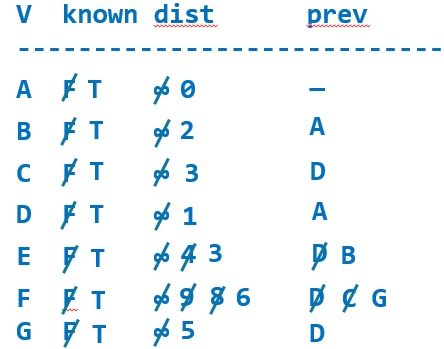 V known dist prev
--------------------------------
A F T ∞ 0 –
B F T ∞ 2 A
C F T ∞ 3 D
D F T ∞ 1 A
E F T ∞ 4 3 D B
F F T ∞ 9 8 6 D C G
G F T ∞ 5 D